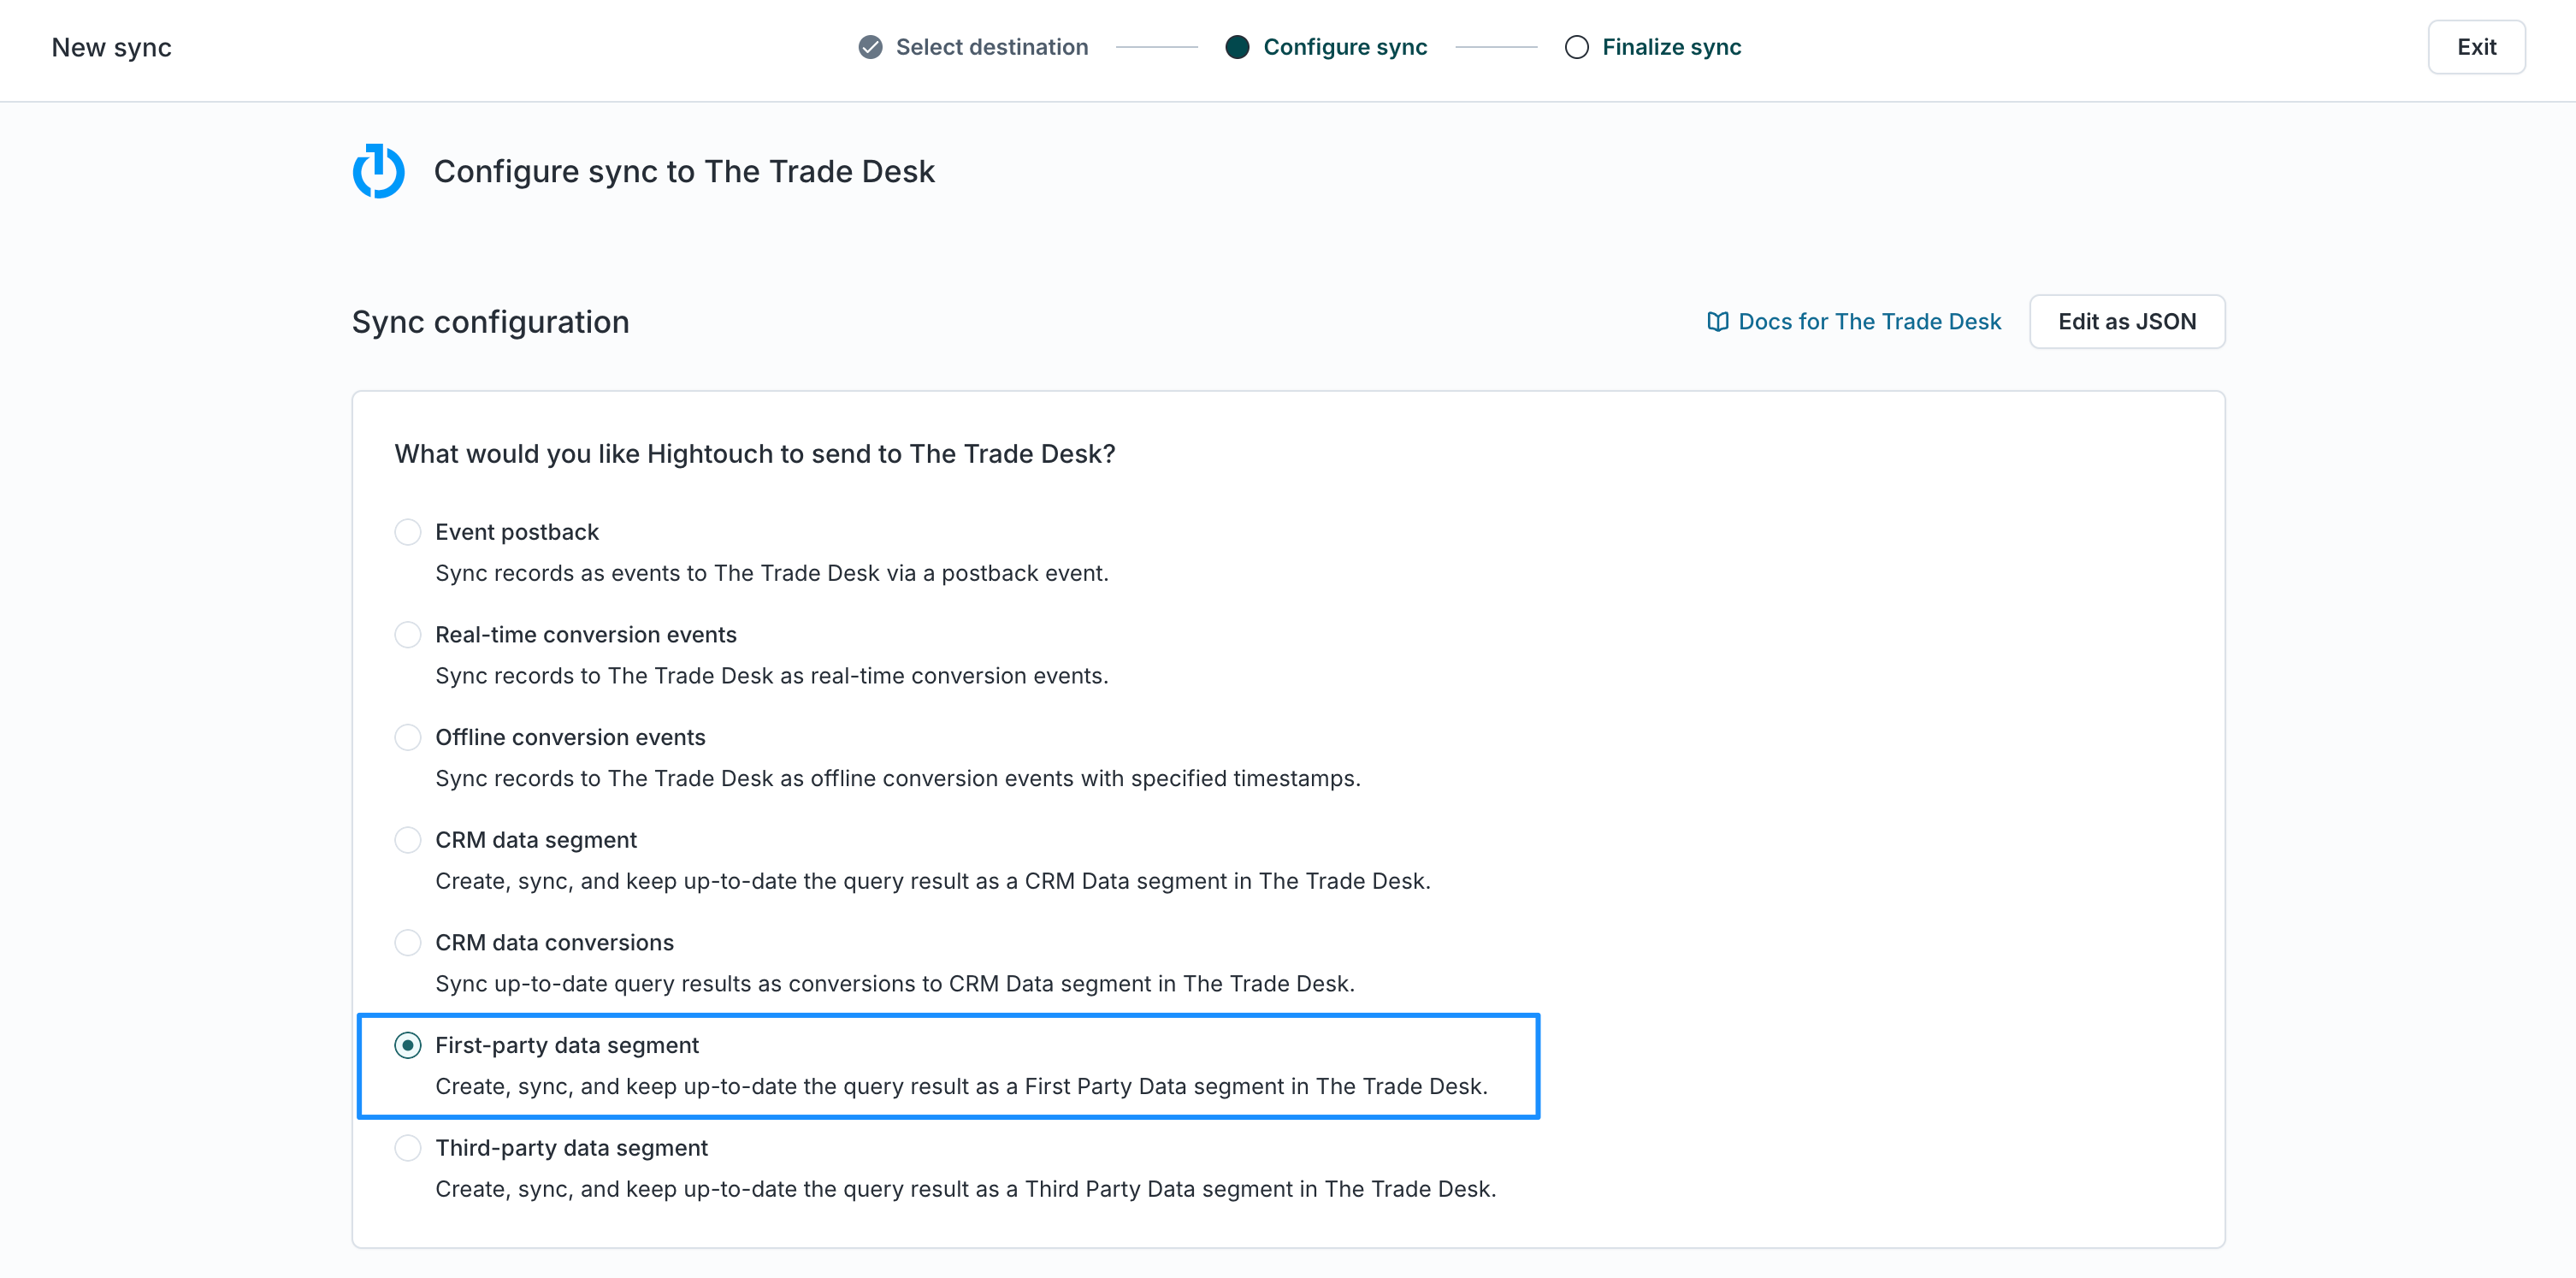 New sync
Select destination
Configure sync
Finalize sync
Exit
Configure sync to The Trade Desk
Sync configuration
Docs for The Trade Desk
Edit as JSON
What would you like Hightouch to send to The Trade Desk?
Event postback
Sync records as events to The Trade Desk via a postback event.
Real-time conversion events
Sync records to The Trade Desk as real-time conversion events.
Offline conversion events
Sync records to The Trade Desk as offline conversion events with specified timestamps.
CRM data segment
Create, sync, and keep up-to-date the query result as a CRM Data segment in The Trade Desk.
CRM data conversions
Sync up-to-date query results as conversions to CRM Data segment in The Trade Desk.
First-party data segment
Create, sync, and keep up-to-date the query result as a First Party Data segment in The Trade Desk.
Third-party data segment
Create, sync, and keep up-to-date the query result as a Third Party Data segment in The Trade Desk.